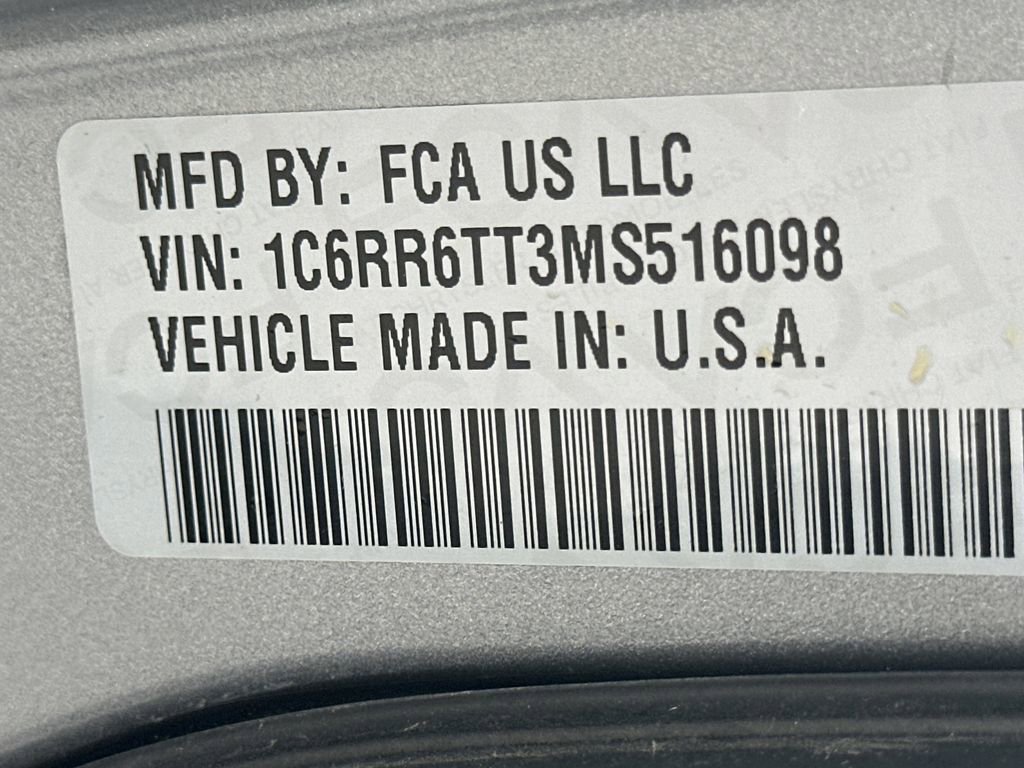 MFD BY: FCA US LLC
VIN: 1C6RR6TT3MS516098
VEHICLE MADE IN: U.S.A.